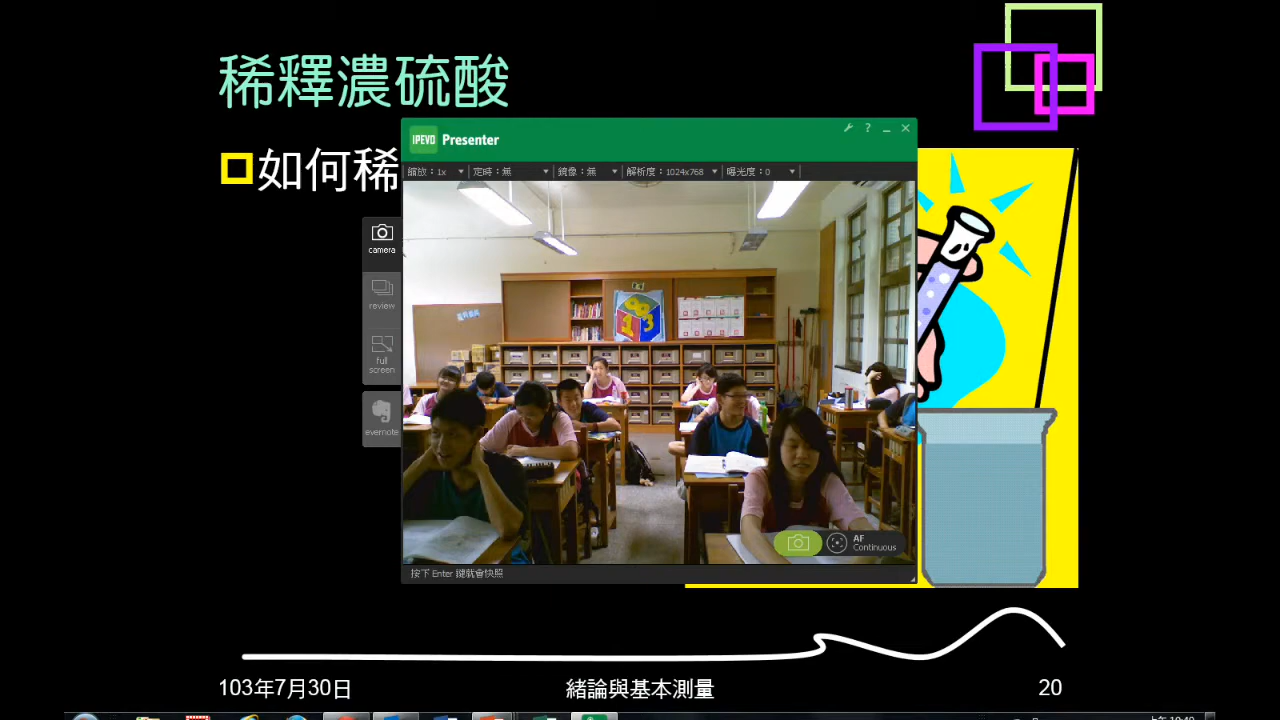 稀釋濃硫酸
如何稀
IPEVO Presenter
?
縮放：1x 定時：無 鏡像：無 解析度：1024x768 曝光度：0
camera
review
full
screen
evernote
AF
Continuous
按下 Enter 鍵就會快照
103年7月30日
緒論與基本測量
20